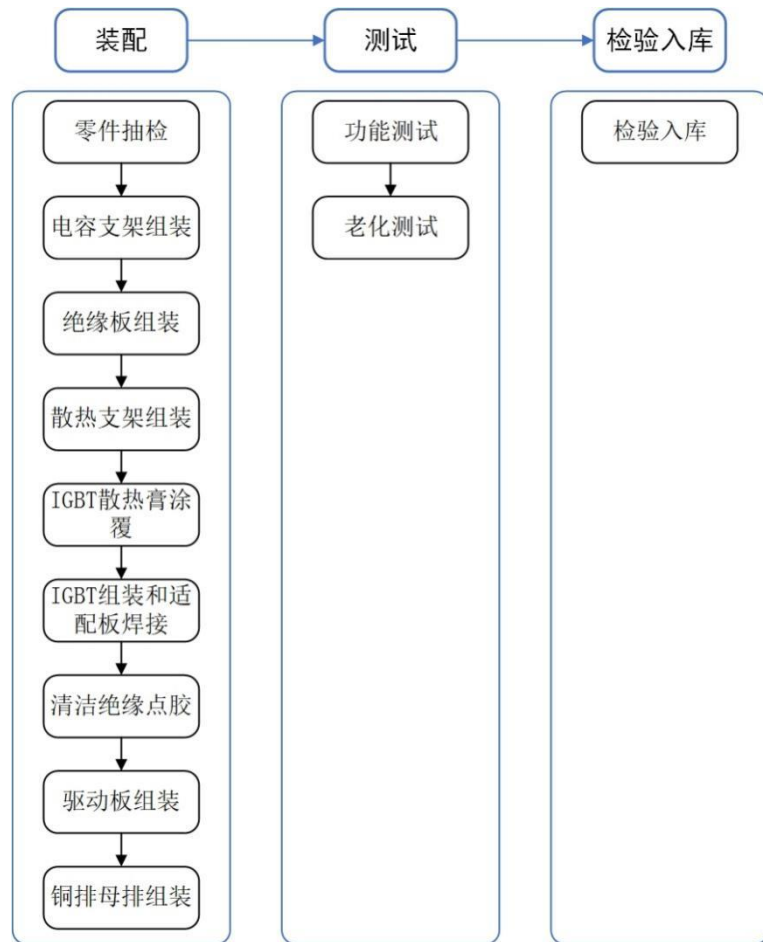 装配
测试
检验入库
零件抽检
电容支架组装
绝缘板组装
散热支架组装
IGBT散热膏涂
覆
IGBT组装和适
配板焊接
清洁绝缘点胶
驱动板组装
铜排母排组装
功能测试
老化测试
检验入库